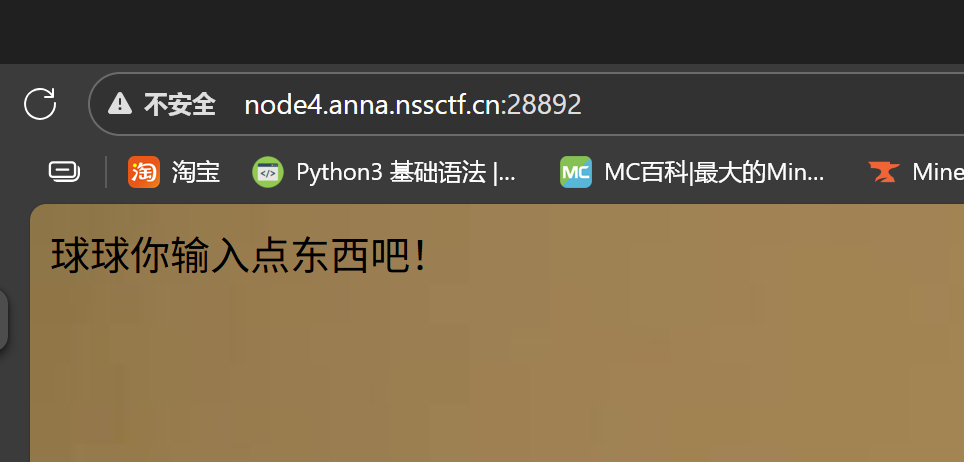 不安全 node4.anna.nssctf.cn:28892
淘 淘宝 </> Python3 基础语法 |... MC MC百科|最大的Min... Mine
球球你输入点东西吧！